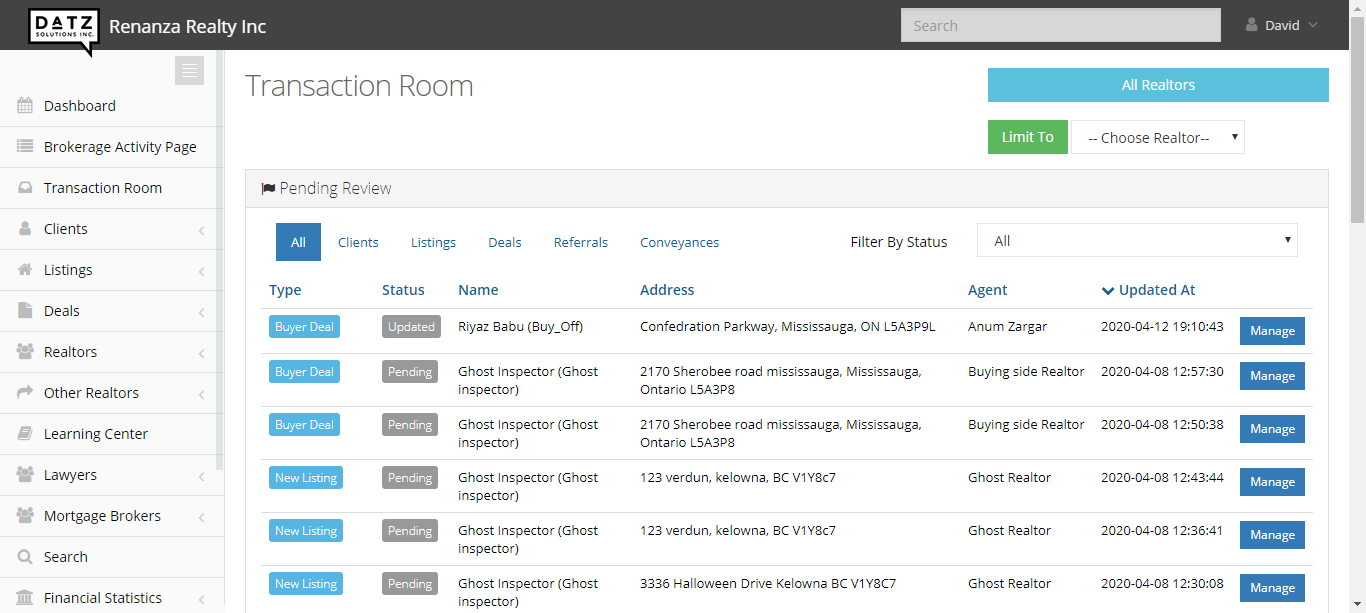 DATZ
SOLUTIONS INC.
Renanza Realty Inc
Search
David
Dashboard
Brokerage Activity Page
Transaction Room
Clients
Listings
Deals
Realtors
Other Realtors
Learning Center
Lawyers
Mortgage Brokers
Search
Financial Statistics
Transaction Room
All Realtors
Limit To
-- Choose Realtor--
Pending Review
All Clients Listings Deals Referrals Conveyances Filter By Status All
Type Status Name Address Agent Updated At
Buyer Deal Updated Riyaz Babu (Buy_Off) Confedration Parkway, Mississauga, ON L5A3P9L Anum Zargar 2020-04-12 19:10:43 Manage
Buyer Deal Pending Ghost Inspector (Ghost 2170 Sherobee road mississauga, Mississauga, Buying side Realtor 2020-04-08 12:57:30 Manage
inspector) Ontario L5A3P8
Buyer Deal Pending Ghost Inspector (Ghost 2170 Sherobee road mississauga, Mississauga, Buying side Realtor 2020-04-08 12:50:38 Manage
inspector) Ontario L5A3P8
New Listing Pending Ghost Inspector (Ghost 123 verdun, kelowna, BC V1Y8c7 Ghost Realtor 2020-04-08 12:43:44 Manage
inspector)
New Listing Pending Ghost Inspector (Ghost 123 verdun, kelowna, BC V1Y8c7 Ghost Realtor 2020-04-08 12:36:41 Manage
inspector)
New Listing Pending Ghost Inspector (Ghost 3336 Halloween Drive Kelowna BC V1Y8C7 Ghost Realtor 2020-04-08 12:30:08 Manage
inspector)